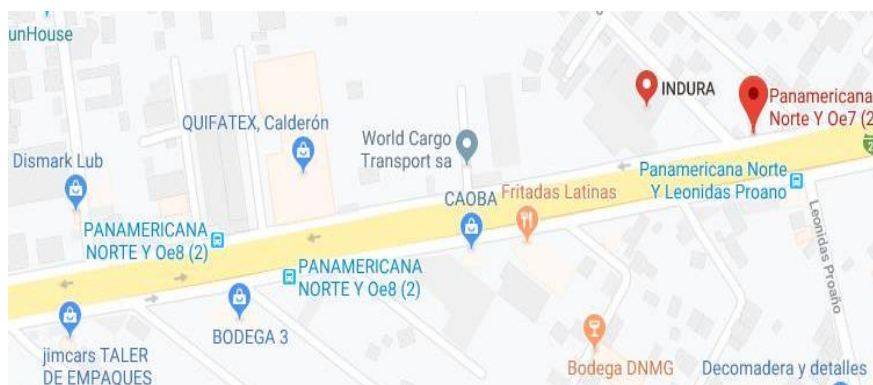 unHouse
INDURA
Panamericana
Norte Y Oe7 (2
QUIFATEX, Calderón
World Cargo
Transport sa
Dismark Lub
Panamericana Norte
Y Leonidas Proano
CAOBA
Fritadas Latinas
PANAMERICANA
NORTE Y Oe8 (2)
PANAMERICANA
NORTE Y Oe8 (2)
Leonidas Proaño
BODEGA 3
jimcars TALER
DE EMPAQUES
Bodega DNMG
Decomadera y detalles